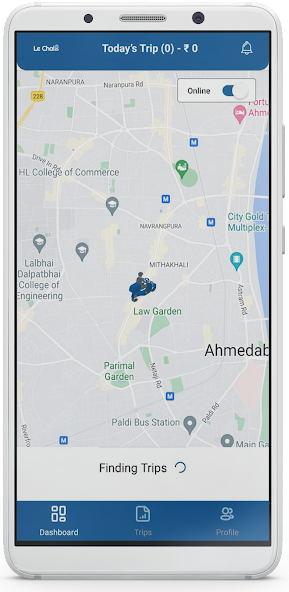 Le Chalo
Today's Trip (0) - ₹ 0
NARANPURA
Naranpura Rd
Online
228
Fortu
Ahme
Drive In Rd
HL College of Commerce
M
NAVRANGPURA
M
City Gold
Multiplex
Lalbhai
Dalpatbhai
College of
Engineering
MITHAKHALI
Ashram Rd
Law Garden
Ahmedab
Parimal
Garden
Netaji Rd
M
Paldi Bus Station
Paldi Rd
M
Main Ga
Riverfro
Finding Trips
Dashboard
Trips
Profile